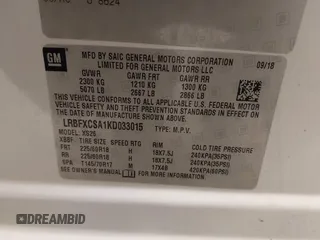 GM
MFD BY SAIC GENERAL MOTORS CORPORATION
LIMITED FOR GENERAL MOTORS LLC 09/18
GVWR GAWR FRT GAWR RR
2300 KG 1210 KG 1300 KG
5070 LB 2667 LB 2866 LB
THIS VEHICLE CONFORMS TO ALL APPLICABLE U.S. FEDERAL MOTOR
VEHICLE SAFETY, BUMPER, AND THEFT PREVENTION STANDARDS IN
EFFECT ON THE DATE OF MANUFACTURE SHOWN ABOVE.
LRBFXCSA1KD033015 TYPE: M.P.V.
MODEL:
TIRE SIZE SPEED RTG RIM COLD TIRE PRESSURE
FRT 225/60R18 H 18X7.5J 240KPA(35PSI)
RR 225/60R18 H 18X7.5J 240KPA(35PSI)
SPA T145/70R17 M 17X4B 420KPA(60PSI)
SEE OWNER'S MANUAL FOR ADDITIONAL INFORMATION.
DREAMBID